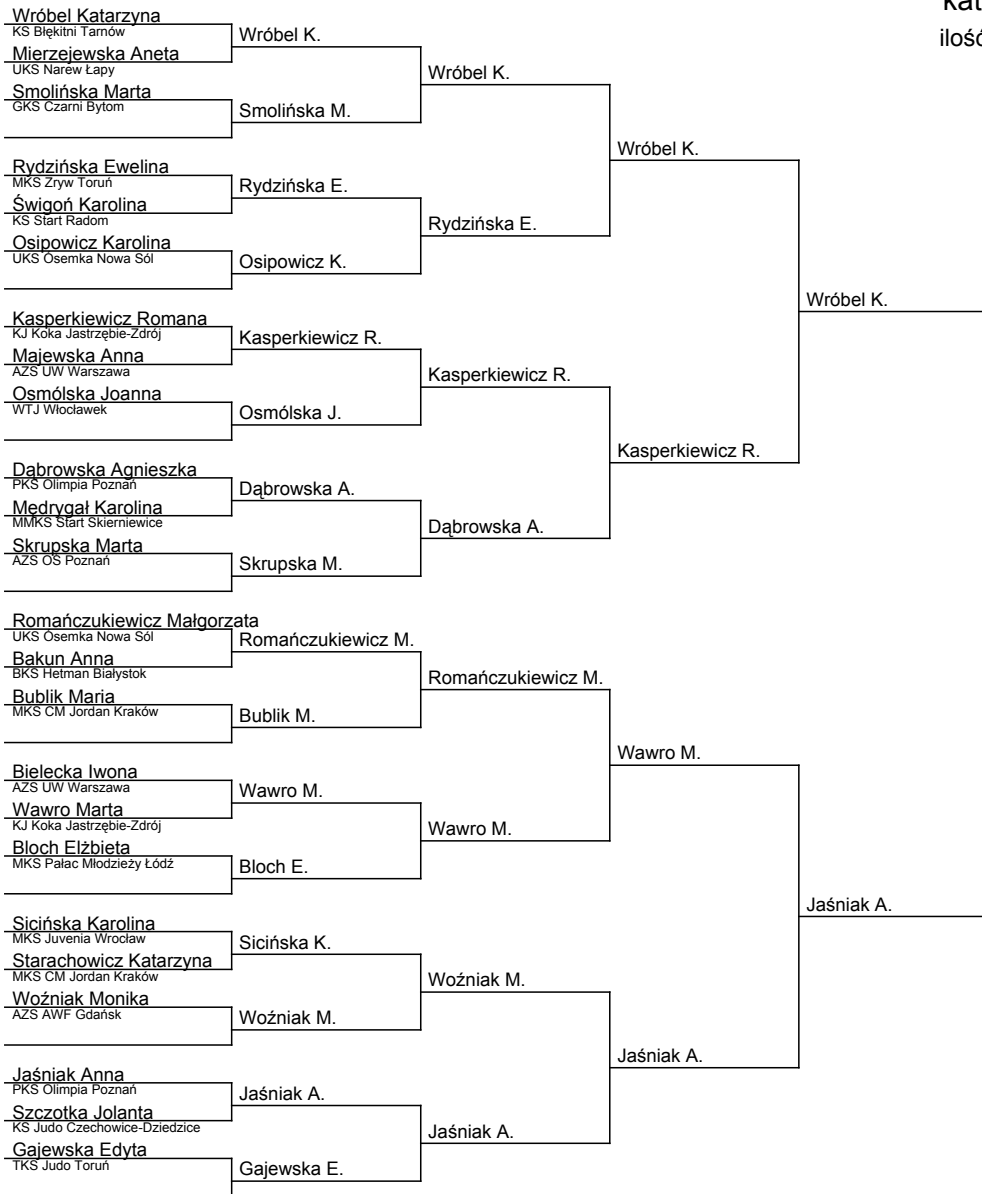 Wróbel Katarzyna
KS Błękitni Tarnów
Mierzejewska Aneta
UKS Narew Łapy
Smolińska Marta
GKS Czarni Bytom
Rydzińska Ewelina
MKS Zryw Toruń
Świgoń Karolina
KS Start Radom
Osipowicz Karolina
UKS Ósemka Nowa Sól
Kasperkiewicz Romana
KJ Koka Jastrzębie-Zdrój
Majewska Anna
AZS UW Warszawa
Osmólska Joanna
WTJ Włocławek
Dąbrowska Agnieszka
PKS Olimpia Poznań
Mędrygał Karolina
MMKS Start Skierniewice
Skrupska Marta
AZS OŚ Poznań
Romańczukiewicz Małgorzata
UKS Ósemka Nowa Sól
Bakun Anna
BKS Hetman Białystok
Bublik Maria
MKS CM Jordan Kraków
Bielecka Iwona
AZS UW Warszawa
Wawro Marta
KJ Koka Jastrzębie-Zdrój
Bloch Elżbieta
MKS Pałac Młodzieży Łódź
Sicińska Karolina
MKS Juvenia Wrocław
Starachowicz Katarzyna
MKS CM Jordan Kraków
Woźniak Monika
AZS AWF Gdańsk
Jaśniak Anna
PKS Olimpia Poznań
Szczotka Jolanta
KS Judo Czechowice-Dziedzice
Gajewska Edyta
TKS Judo Toruń
Wróbel K.
Smolińska M.
Rydzińska E.
Osipowicz K.
Kasperkiewicz R.
Osmólska J.
Dąbrowska A.
Skrupska M.
Romańczukiewicz M.
Bublik M.
Wawro M.
Bloch E.
Sicińska K.
Woźniak M.
Jaśniak A.
Gajewska E.
Wróbel K.
Rydzińska E.
Kasperkiewicz R.
Dąbrowska A.
Romańczukiewicz M.
Wawro M.
Woźniak M.
Jaśniak A.
Wróbel K.
Kasperkiewicz R.
Wawro M.
Jaśniak A.
Wróbel K.
Jaśniak A.
kat
ilość